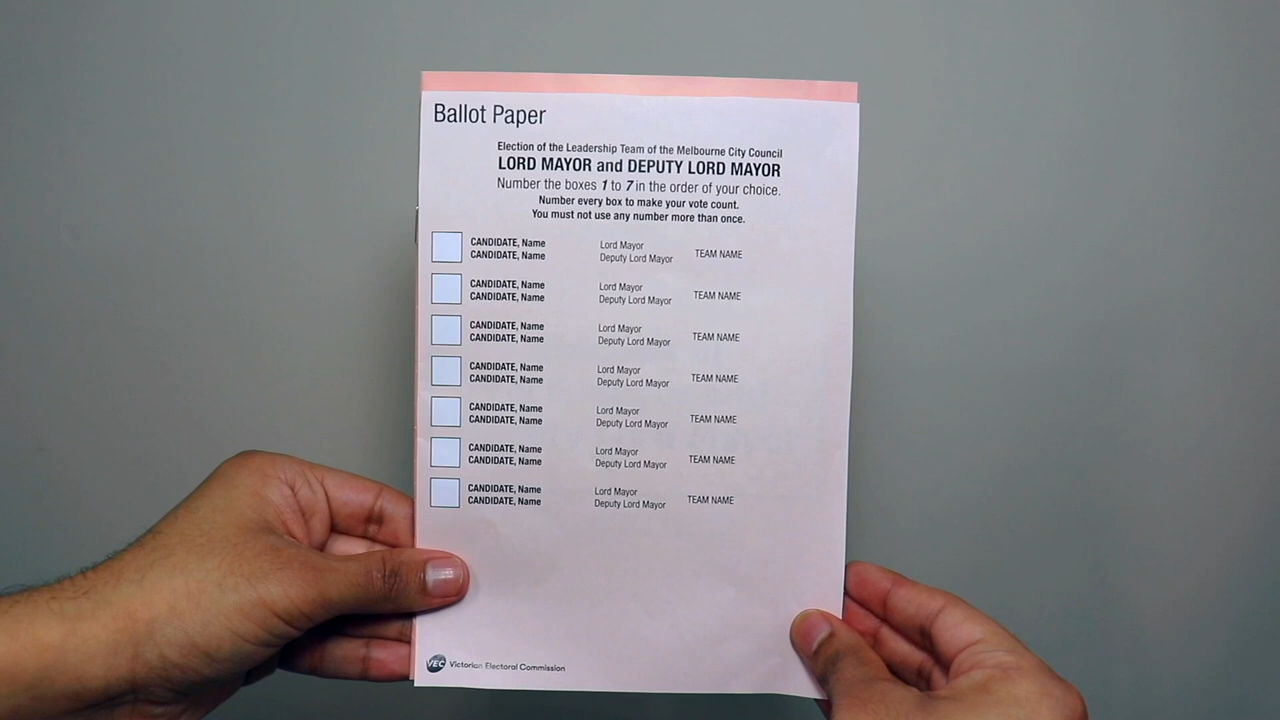 Ballot Paper
Election of the Leadership Team of the Melbourne City Council
LORD MAYOR and DEPUTY LORD MAYOR
Number the boxes 1 to 7 in the order of your choice.
Number every box to make your vote count.
You must not use any number more than once.
CANDIDATE, Name Lord Mayor
CANDIDATE, Name Deputy Lord Mayor TEAM NAME
CANDIDATE, Name Lord Mayor
CANDIDATE, Name Deputy Lord Mayor TEAM NAME
CANDIDATE, Name Lord Mayor
CANDIDATE, Name Deputy Lord Mayor TEAM NAME
CANDIDATE, Name Lord Mayor
CANDIDATE, Name Deputy Lord Mayor TEAM NAME
CANDIDATE, Name Lord Mayor
CANDIDATE, Name Deputy Lord Mayor TEAM NAME
CANDIDATE, Name Lord Mayor
CANDIDATE, Name Deputy Lord Mayor TEAM NAME
CANDIDATE, Name Lord Mayor
CANDIDATE, Name Deputy Lord Mayor TEAM NAME
VEC Victorian Electoral Commission